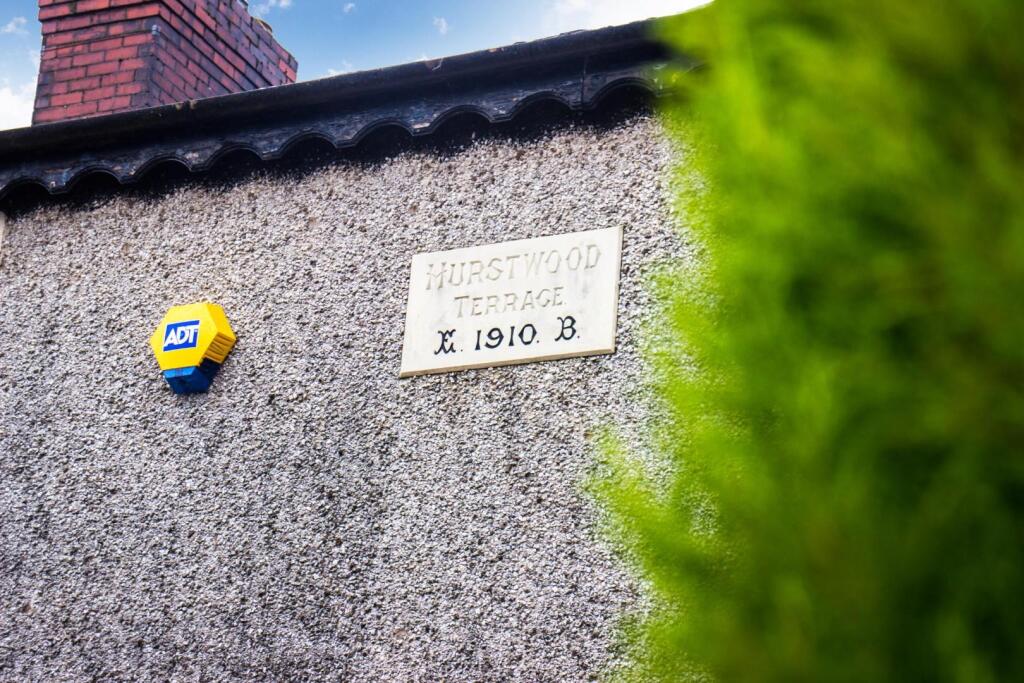 ADT
HURSTWOOD
TERRACE.
1910. B.